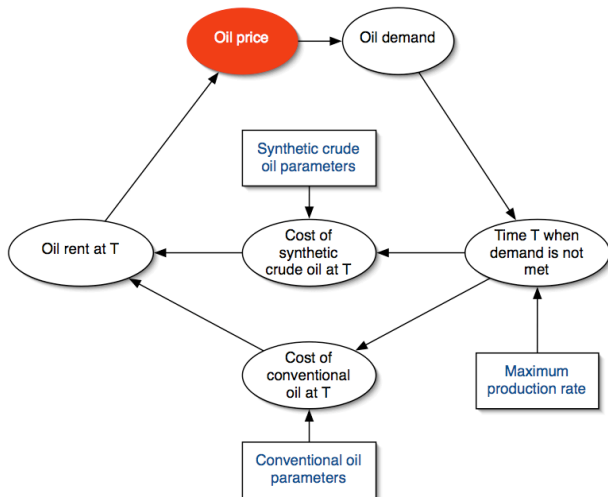 Oil price
Oil demand
Synthetic crude
oil parameters
Oil rent at T
Cost of
synthetic
crude oil at T
Time T when
demand is not
met
Cost of
conventional
oil at T
Maximum
production rate
Conventional oil
parameters